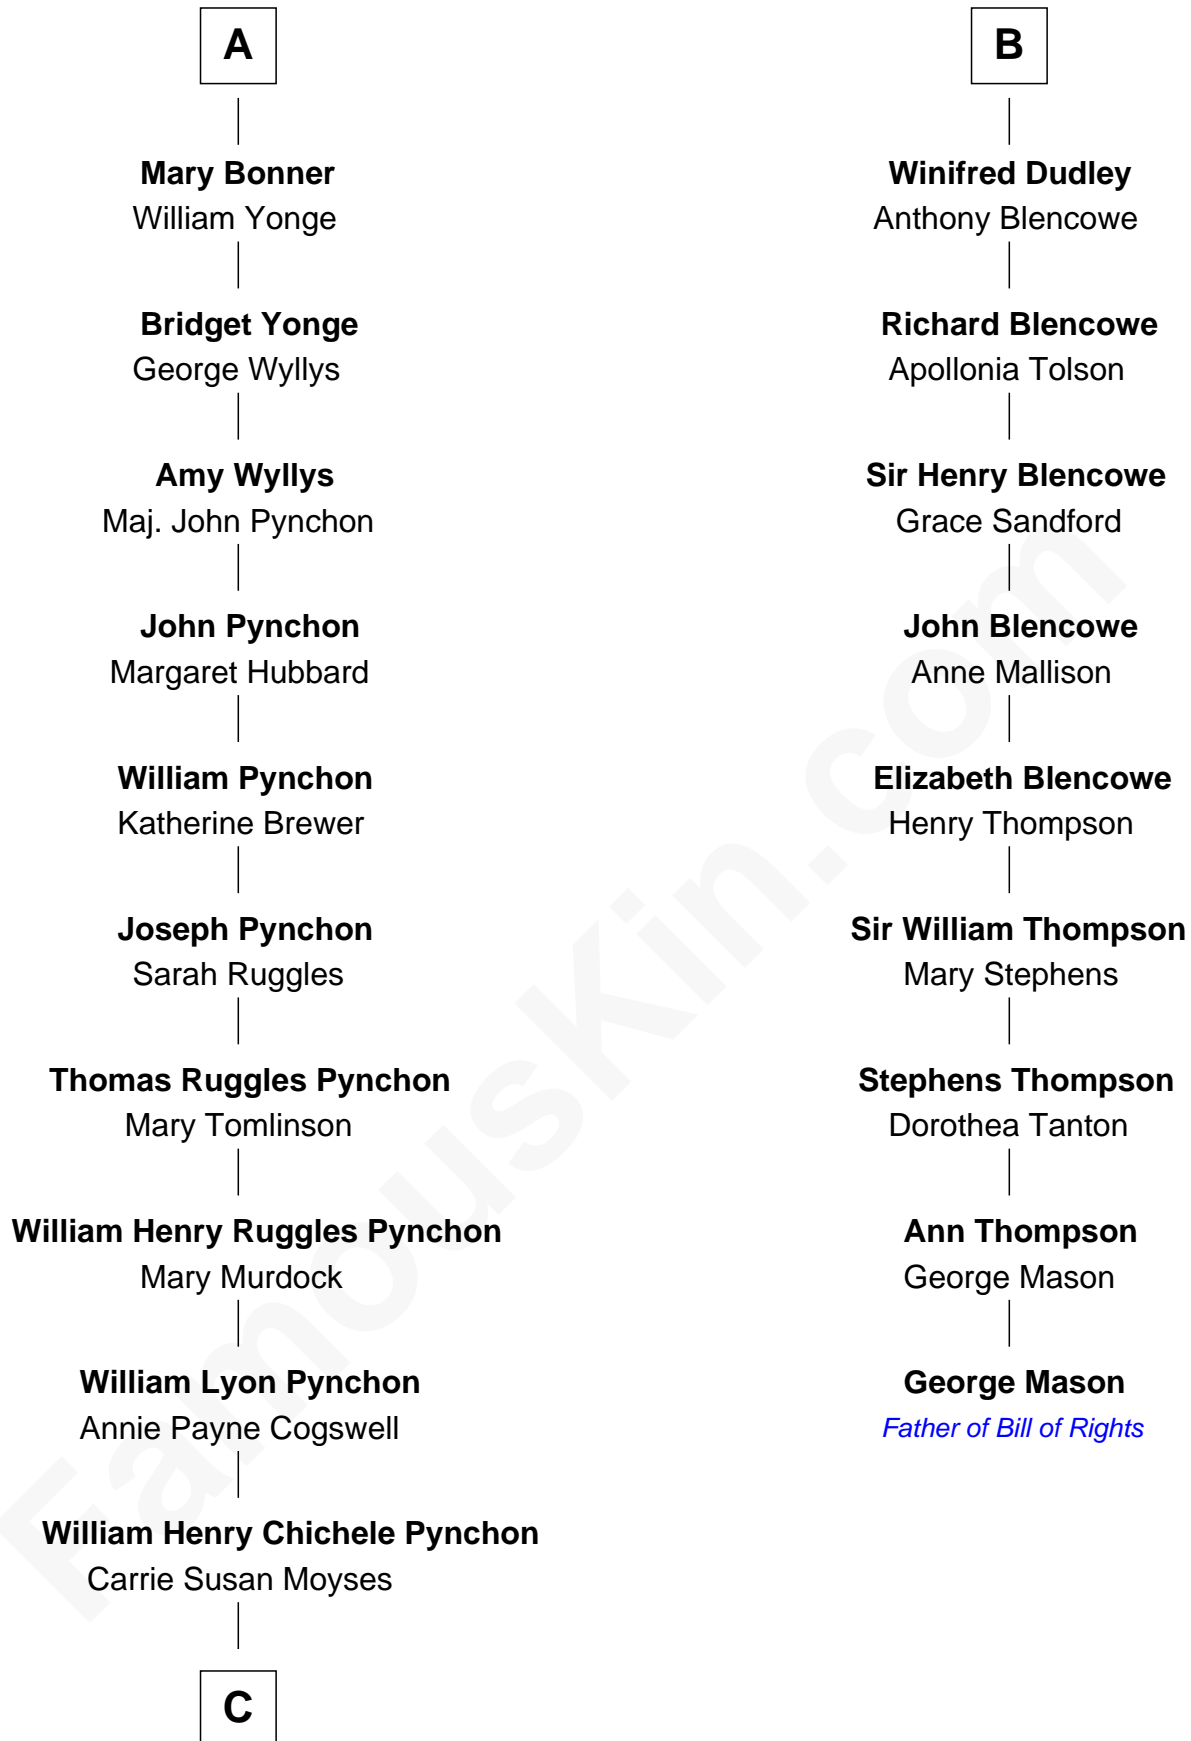 A
Mary Bonner
William Yonge
Bridget Yonge
George Wyllys
Amy Wyllys
Maj. John Pynchon
John Pynchon
Margaret Hubbard
William Pynchon
Katherine Brewer
Joseph Pynchon
Sarah Ruggles
Thomas Ruggles Pynchon
Mary Tomlinson
William Henry Ruggles Pynchon
Mary Murdock
William Lyon Pynchon
Annie Payne Cogswell
William Henry Chichele Pynchon
Carrie Susan Moyses
C
B
Winifred Dudley
Anthony Blencowe
Richard Blencowe
Apollonia Tolson
Sir Henry Blencowe
Grace Sandford
John Blencowe
Anne Mallison
Elizabeth Blencowe
Henry Thompson
Sir William Thompson
Mary Stephens
Stephens Thompson
Dorothea Tanton
Ann Thompson
George Mason
George Mason
Father of Bill of Rights
FamousKin.com